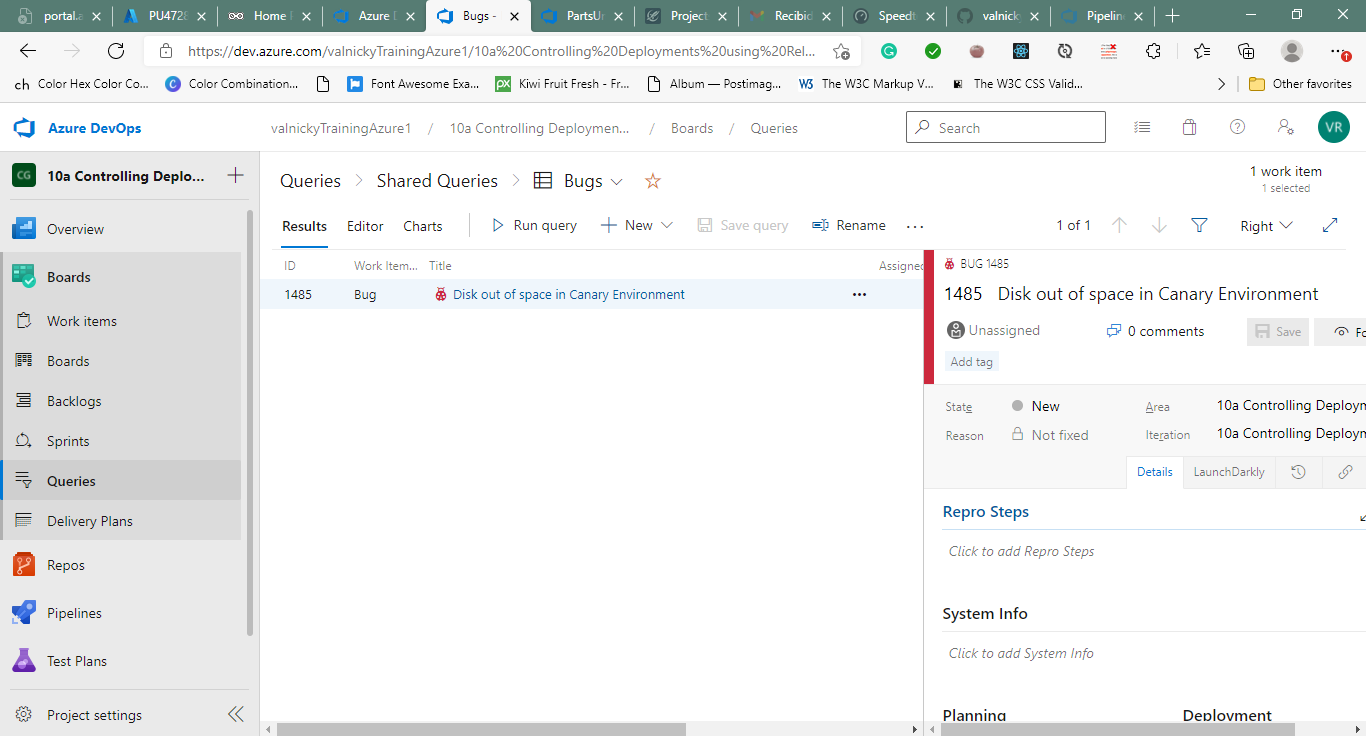 portal.a
PU4728
Home
Azure D
Bugs -
PartsUn
Project
Recibid
Speedt
valnicky
Pipelin
https://dev.azure.com/valnickyTrainingAzure1/10a%20Controlling%20Deployments%20using%20Rel...
Color Hex Color Co...
Color Combination...
Font Awesome Exa...
Kiwi Fruit Fresh - Fr...
Album — Postimag...
The W3C Markup V...
The W3C CSS Valid...
Other favorites
Azure DevOps
valnickyTrainingAzure1 / 10a Controlling Deploymen... / Boards / Queries
Search
VR
CG
10a Controlling Deplo...
Overview
Boards
Work items
Boards
Backlogs
Sprints
Queries
Delivery Plans
Repos
Pipelines
Test Plans
Project settings
Queries > Shared Queries > Bugs
1 work item
1 selected
Results Editor Charts
Run query
New
Save query
Rename
...
1 of 1
Right
ID Work Item... Title Assigned
1485 Bug Disk out of space in Canary Environment ...
BUG 1485
1485 Disk out of space in Canary Environment
Unassigned
0 comments
Save
Fo
Add tag
State New
Area 10a Controlling Deploym
Reason Not fixed
Iteration 10a Controlling Deploym
Details LaunchDarkly
Repro Steps
Click to add Repro Steps
System Info
Click to add System Info
Planning Deployment